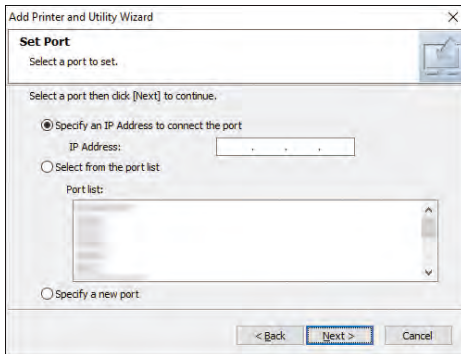 Add Printer and Utility Wizard
Set Port
Select a port to set.
Select a port then click [Next] to continue.
Specify an IP Address to connect the port
IP Address: . . .
Select from the port list
Port list:
Specify a new port
< Back Next > Cancel